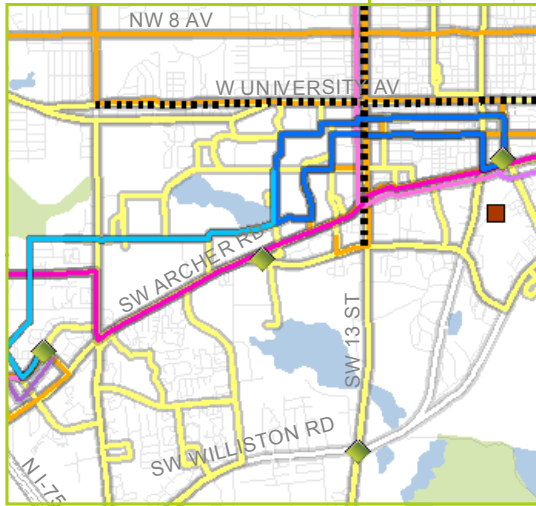 NW 8 AV
W UNIVERSITY AV
SW ARCHER RD
SW 13 ST
SW WILLISTON RD
N I-75